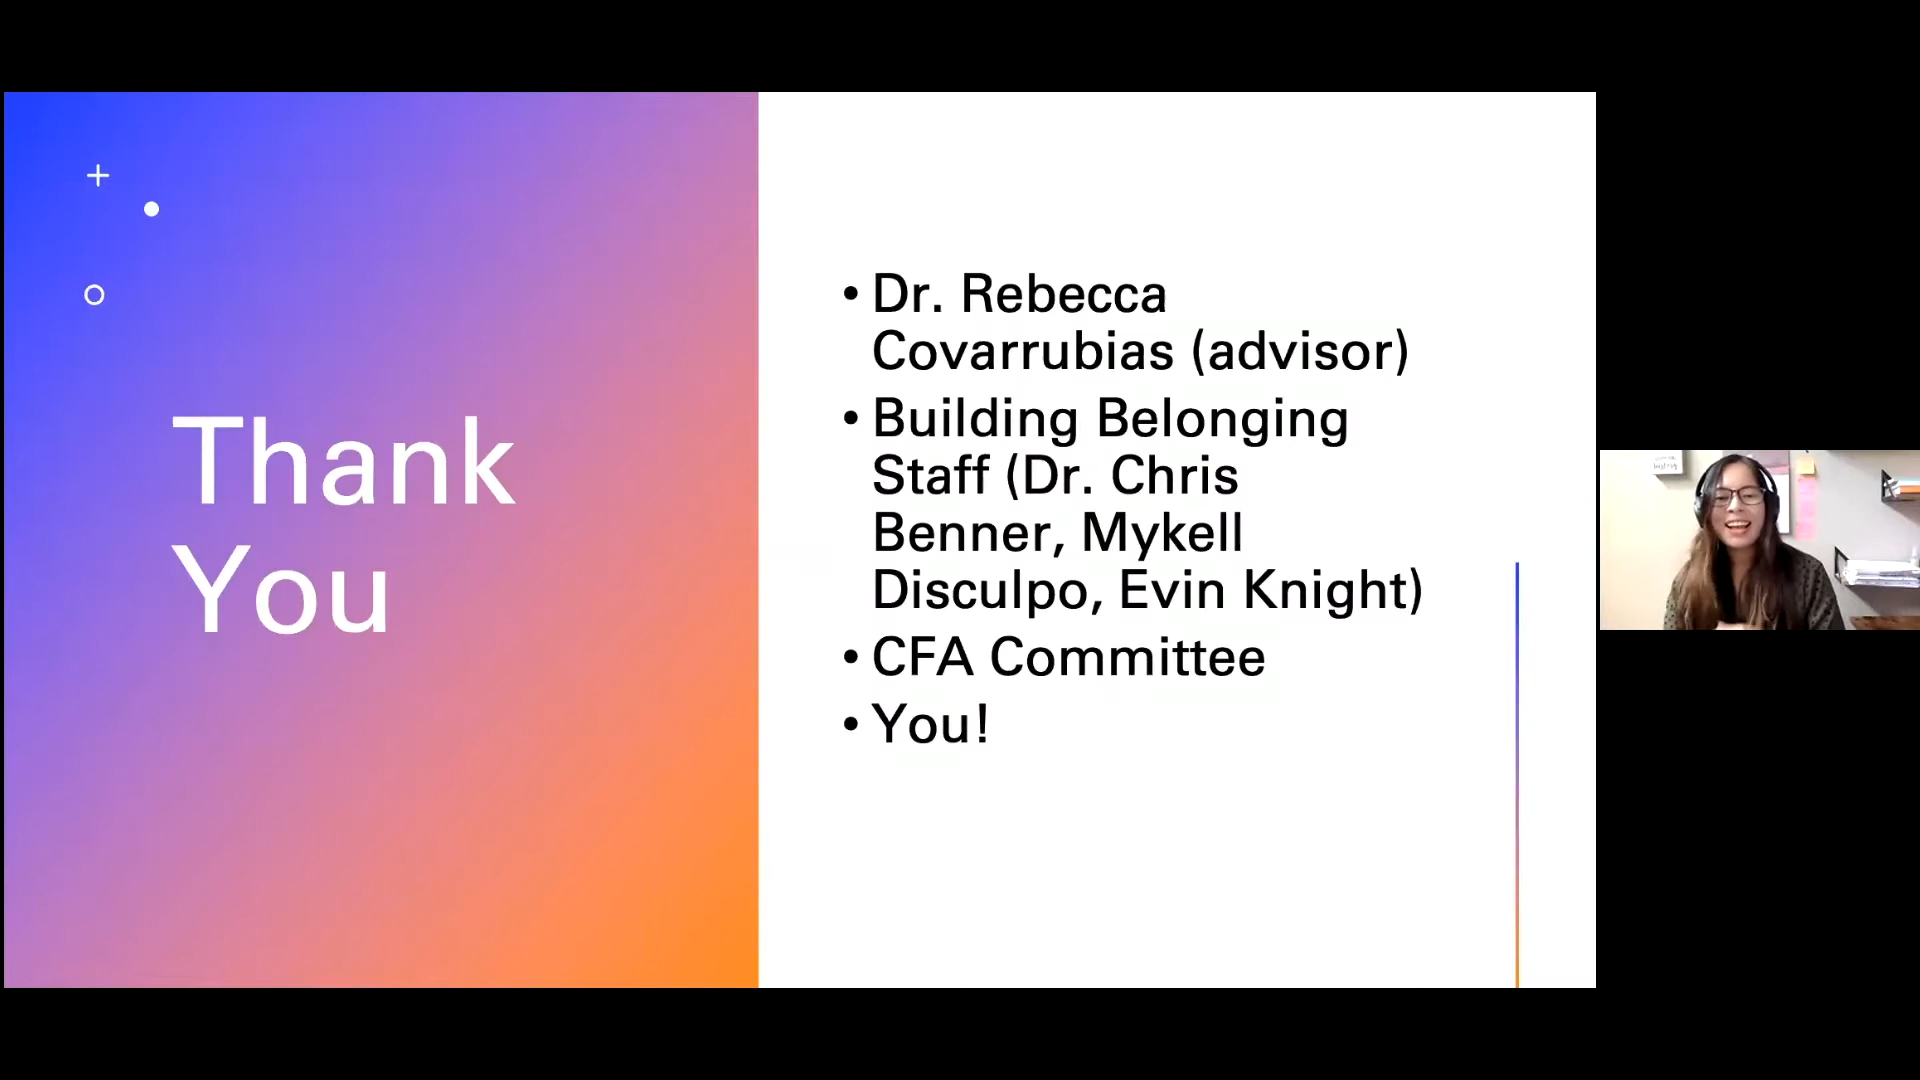 Thank
You
• Dr. Rebecca
Covarrubias (advisor)
• Building Belonging
Staff (Dr. Chris
Benner, Mykell
Disculpo, Evin Knight)
• CFA Committee
• You!